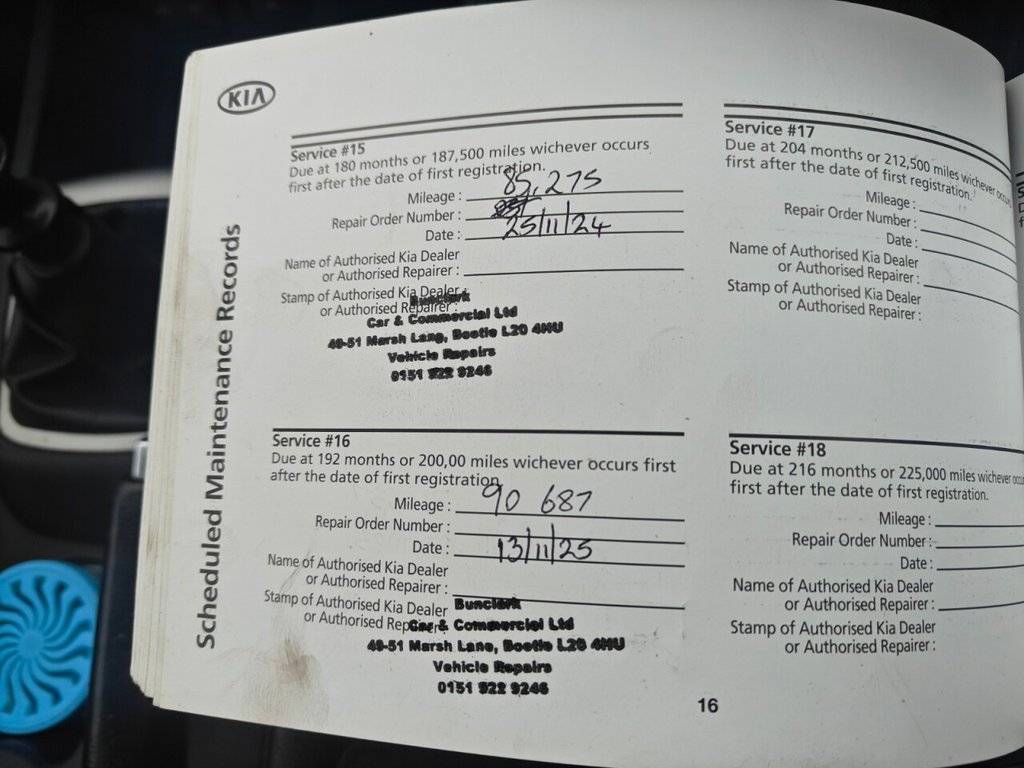 KIA
Scheduled Maintenance Records
Service #15
Due at 180 months or 187,500 miles whichever occurs
first after the date of first registration.
Mileage : 85,275
Repair Order Number :
Date : 25/11/24
Name of Authorised Kia Dealer
or Authorised Repairer :
Stamp of Authorised Kia Dealer
or Authorised Repairer :
Bunclark
Car & Commercial Ltd
49-51 Marsh Lane, Bootle L20 4HU
Vehicle Repairs
0151 922 9246
Service #16
Due at 192 months or 200,00 miles wichever occurs first
after the date of first registration
Mileage : 90 687
Repair Order Number :
Date : 13/11/25
Name of Authorised Kia Dealer
or Authorised Repairer :
Stamp of Authorised Kia Dealer
or Authorised Repairer :
Bunclark
Car & Commercial Ltd
49-51 Marsh Lane, Bootle L20 4HU
Vehicle Repairs
0151 922 9246
Service #17
Due at 204 months or 212,500 miles wichever occurs
first after the date of first registration.
Mileage :
Repair Order Number :
Date :
Name of Authorised Kia Dealer
or Authorised Repairer :
Stamp of Authorised Kia Dealer
or Authorised Repairer :
Service #18
Due at 216 months or 225,000 miles wichever occurs
first after the date of first registration.
Mileage :
Repair Order Number :
Date :
Name of Authorised Kia Dealer
or Authorised Repairer :
Stamp of Authorised Kia Dealer
or Authorised Repairer :
16